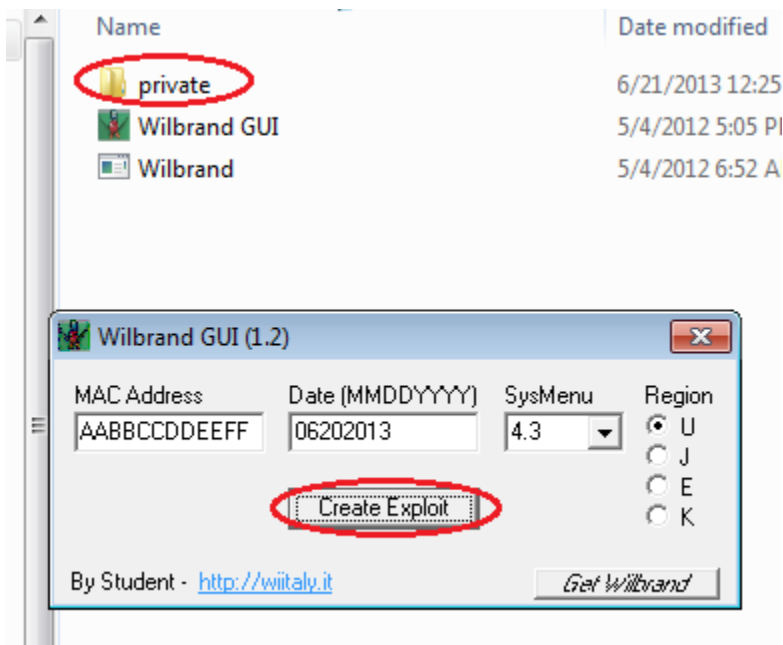 Name Date modified
private 6/21/2013 12:25
Wilbrand GUI 5/4/2012 5:05 P
Wilbrand 5/4/2012 6:52 A
Wilbrand GUI (1.2)
MAC Address Date (MMDDYYYY) SysMenu Region
AABBCCDDEEFF 06202013 4.3 U
J
E
K
Create Exploit
By Student - http://wiitaly.it Get Wilbrand